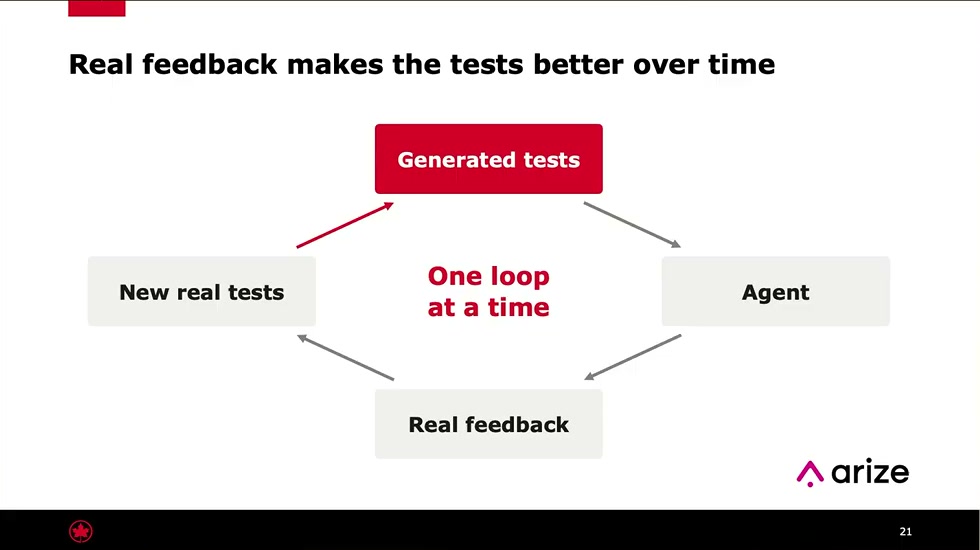 Real feedback makes the tests better over time
Generated tests
New real tests
One loop
at a time
Agent
Real feedback
arize
21